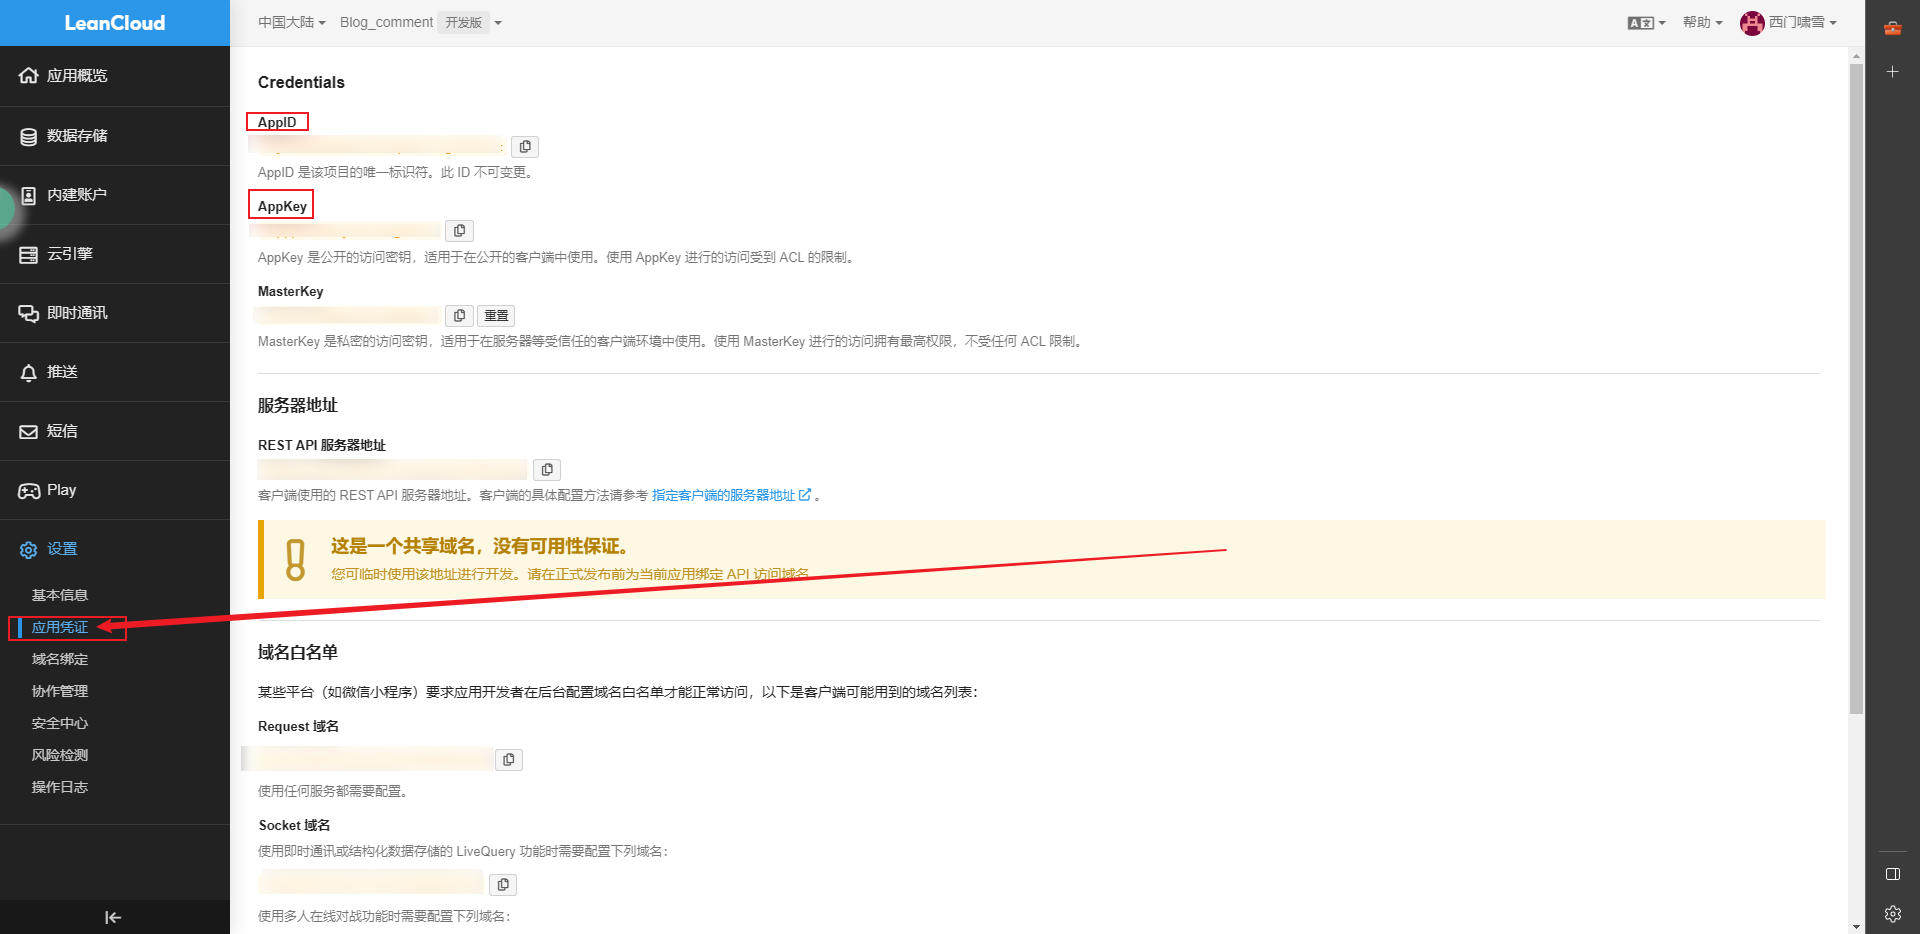 LeanCloud
中国大陆 Blog_comment 开发版
帮助 西门啸雪
应用概览
数据存储
内建账户
云引擎
即时通讯
推送
短信
Play
设置
基本信息
应用凭证
域名绑定
协作管理
安全中心
风险检测
操作日志
Credentials
AppID
AppID 是该项目的唯一标识符。此 ID 不可变更。
AppKey
AppKey 是公开的访问密钥，适用于在公开的客户端中使用。使用 AppKey 进行的访问受到 ACL 的限制。
MasterKey
重置
MasterKey 是私密的访问密钥，适用于在服务器等受信任的客户端环境中使用。使用 MasterKey 进行的访问拥有最高权限，不受任何 ACL 限制。
服务器地址
REST API 服务器地址
客户端使用的 REST API 服务器地址。客户端的具体配置方法请参考 指定客户端的服务器地址 。
这是一个共享域名，没有可用性保证。
您可临时使用该地址进行开发。请在正式发布前为当前应用绑定 API 访问域名
域名白名单
某些平台（如微信小程序）要求应用开发者在后台配置域名白名单才能正常访问，以下是客户端可能用到的域名列表：
Request 域名
使用任何服务都需要配置。
Socket 域名
使用即时通讯或结构化数据存储的 LiveQuery 功能时需要配置下列域名：
使用多人在线对战功能时需要配置下列域名：